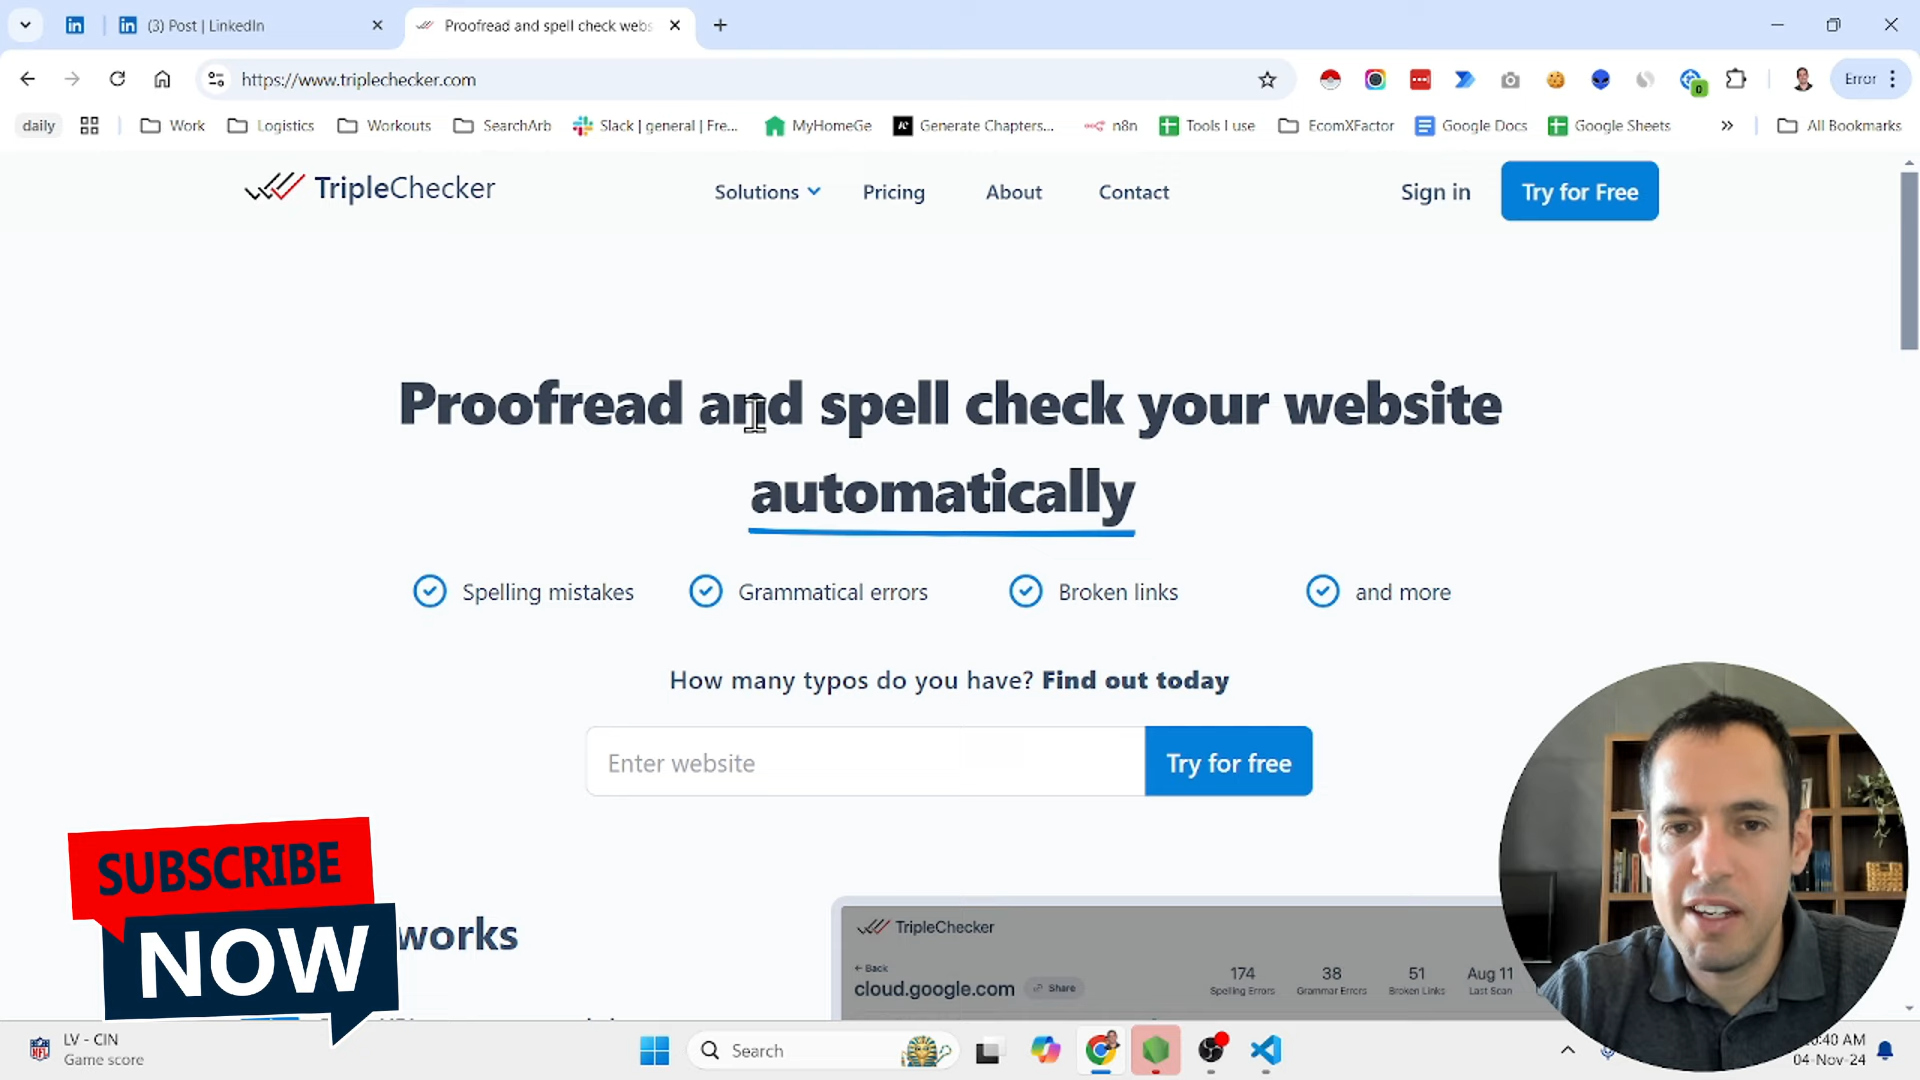 (3) Post | LinkedIn
Proofread and spell check webs
https://www.triplechecker.com
Error
daily
Work
Logistics
Workouts
SearchArb
Slack | general | Fre...
MyHomeGe
Generate Chapters...
n8n
Tools I use
EcomXFactor
Google Docs
Google Sheets
All Bookmarks
TripleChecker
Solutions
Pricing
About
Contact
Sign in
Try for Free
Proofread and spell check your website
automatically
Spelling mistakes
Grammatical errors
Broken links
and more
How many typos do you have? Find out today
Enter website
Try for free
SUBSCRIBE
NOW
works
TripleChecker
Back
cloud.google.com
Share
174
Spelling Errors
38
Grammar Errors
51
Broken Links
Aug 11
Last Scan
LV - CIN
Game score
Search
:40 AM
04-Nov-24